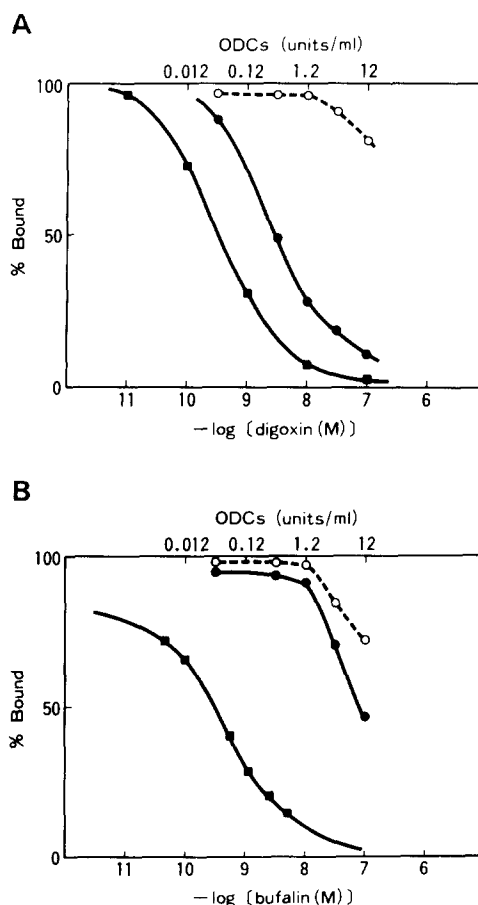 A
ODCs (units/ml)
0.012 0.12 1.2 12
100
50
0
% Bound
11 10 9 8 7 6
—log〔digoxin(M)〕
B
ODCs (units/ml)
0.012 0.12 1.2 12
100
50
0
% Bound
11 10 9 8 7 6
—log〔bufalin(M)〕